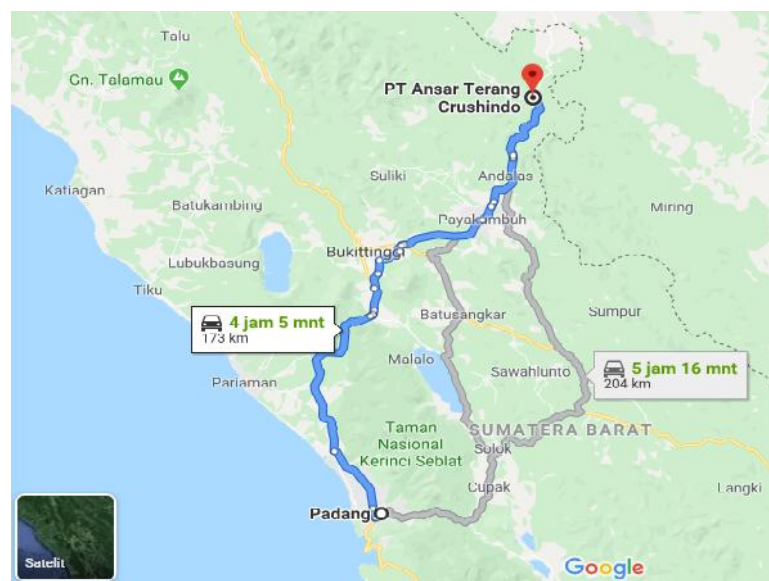 Talu
Gn. Talamau
PT Ansar Terang
Crushindo
Suliki
Andalas
Katiagan
Batukambing
Payakumbuh
Miring
Bukittinggi
Lubukbasung
Tiku
4 jam 5 mnt
173 km
Batusangkar
Sumpur
Malalo
Sawahlunto
5 jam 16 mnt
204 km
Pariaman
Taman
Nasional
Kerinci Seblat
SUMATERA BARAT
Solok
Cupak
Langki
Padang
Satelit
Google